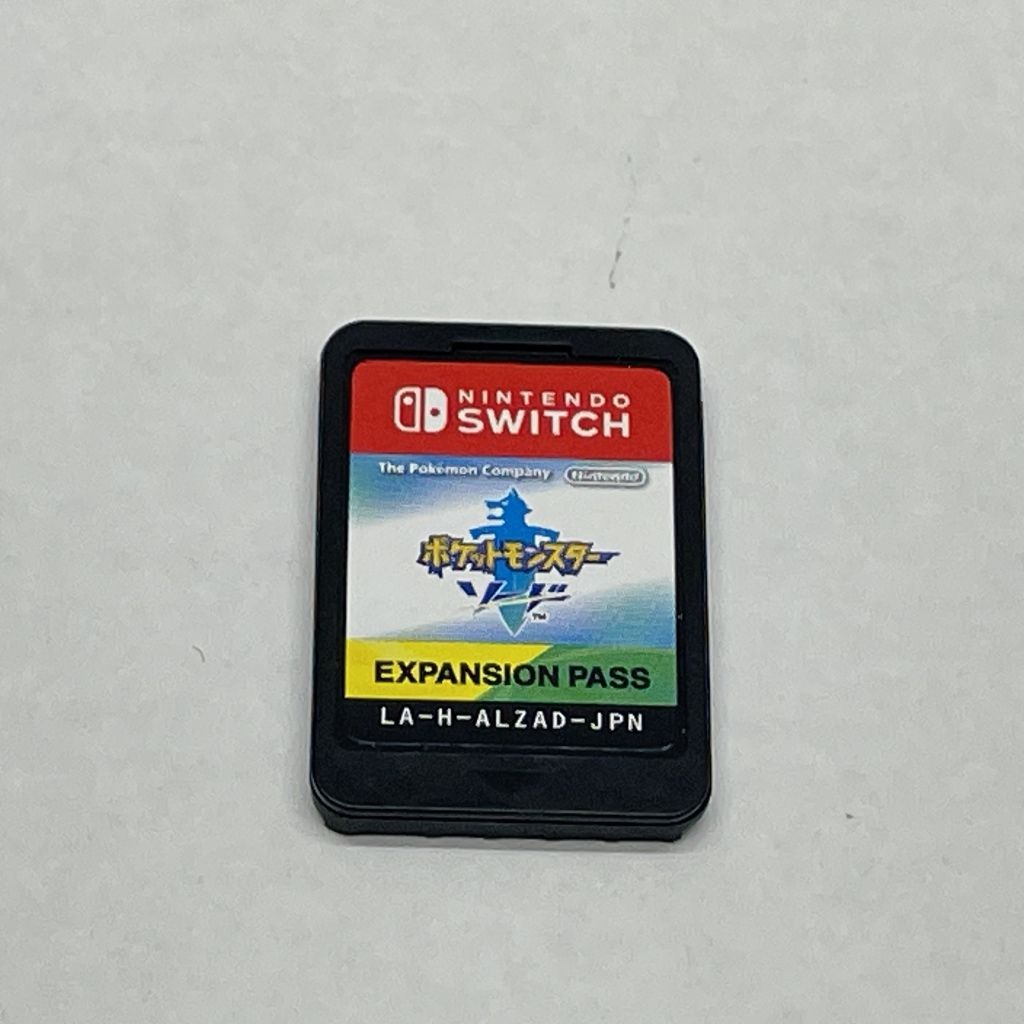 NINTENDO
SWITCH
The Pokémon Company Nintendo
ポケットモンスター
ソード
TM
EXPANSION PASS
LA-H-ALZAD-JPN